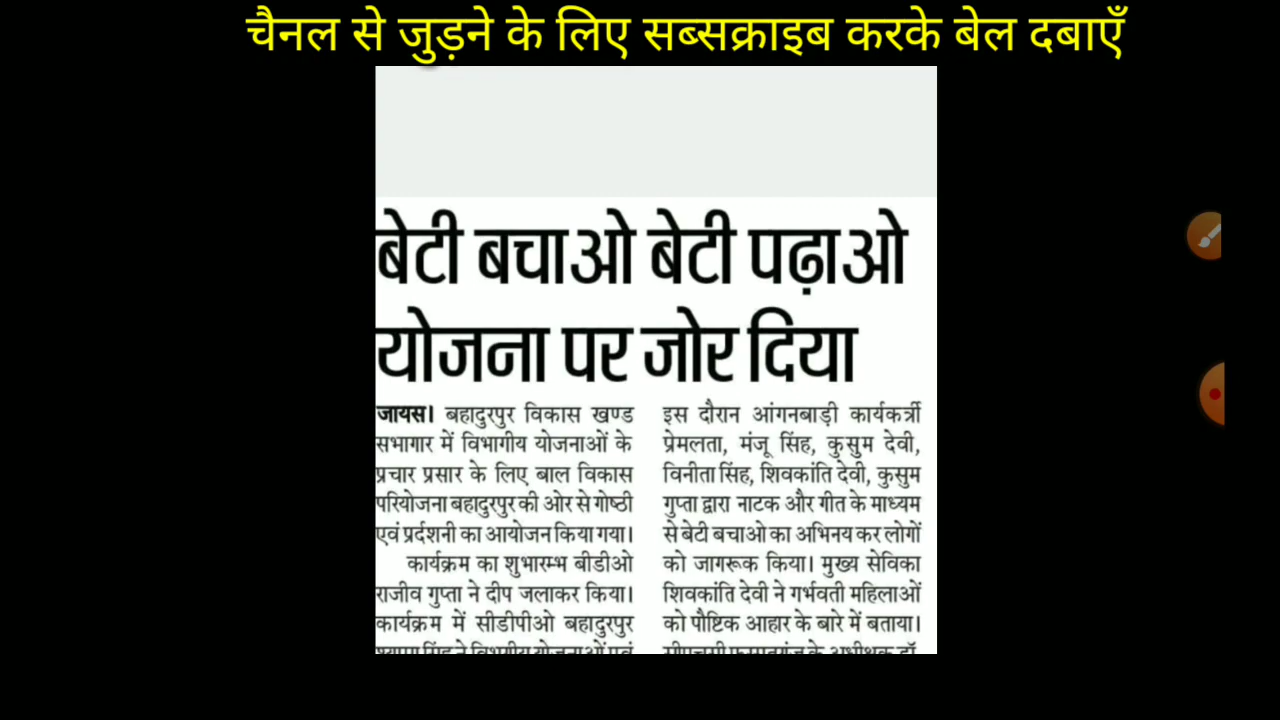 चैनल से जुड़ने के लिए सब्सक्राइब करके बेल दबाएँ
बेटी बचाओ बेटी पढ़ाओ
योजना पर जोर दिया
जायस। बहादुरपुर विकास खण्ड
सभागार में विभागीय योजनाओं के
प्रचार प्रसार के लिए बाल विकास
परियोजना बहादुरपुर की ओर से गोष्ठी
एवं प्रर्दशनी का आयोजन किया गया।
कार्यक्रम का शुभारम्भ बीडीओ
राजीव गुप्ता ने दीप जलाकर किया।
कार्यक्रम में सीडीपीओ बहादुरपुर
इस दौरान आंगनबाड़ी कार्यकर्त्री
प्रेमलता, मंजू सिंह, कुसुम देवी,
विनीता सिंह, शिवकांति देवी, कुसुम
गुप्ता द्वारा नाटक और गीत के माध्यम
से बेटी बचाओ का अभिनय कर लोगों
को जागरूक किया। मुख्य सेविका
शिवकांति देवी ने गर्भवती महिलाओं
को पौष्टिक आहार के बारे में बताया।